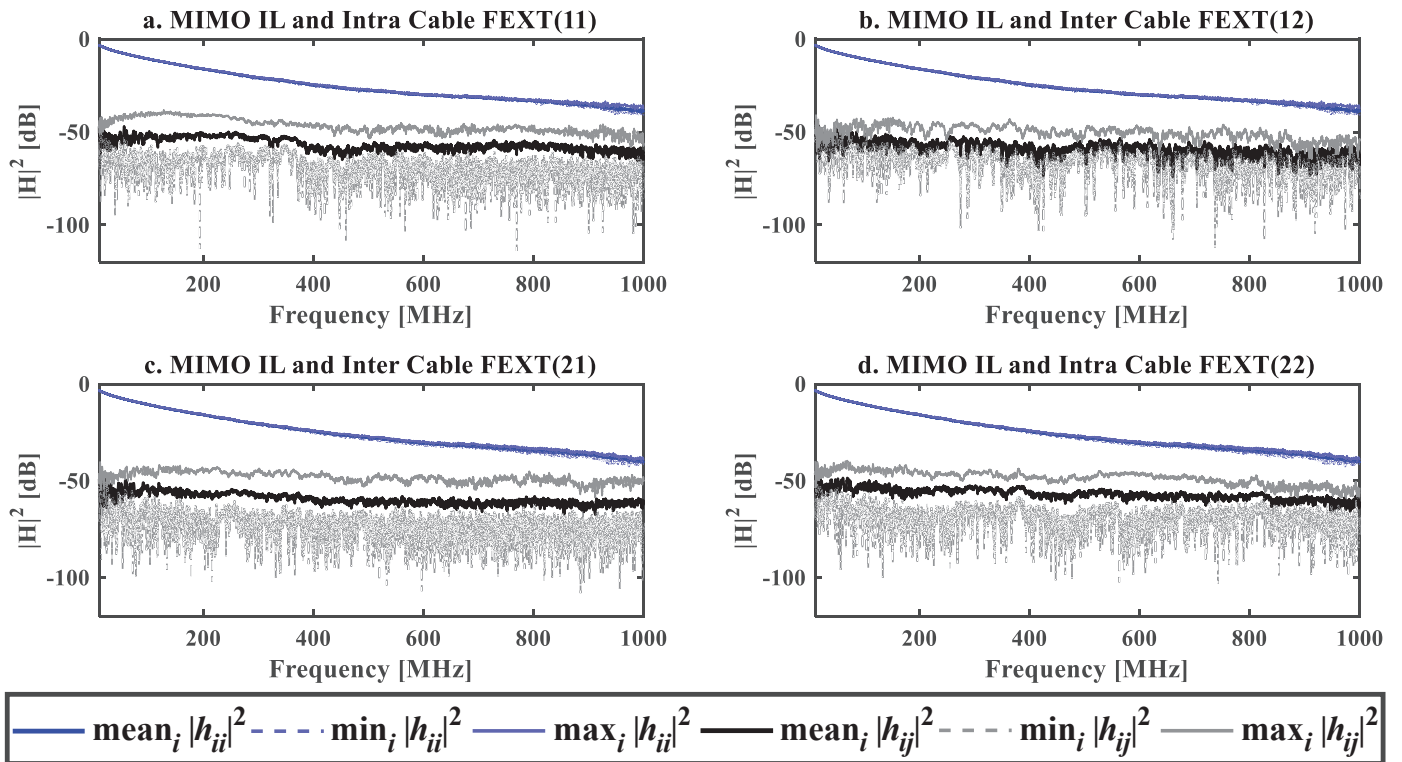 a. MIMO IL and Intra Cable FEXT(11)
0
-50
-100
|H|² [dB]
200 400 600 800 1000
Frequency [MHz]
b. MIMO IL and Inter Cable FEXT(12)
0
-50
-100
|H|² [dB]
200 400 600 800 1000
Frequency [MHz]
c. MIMO IL and Inter Cable FEXT(21)
0
-50
-100
|H|² [dB]
200 400 600 800 1000
Frequency [MHz]
d. MIMO IL and Intra Cable FEXT(22)
0
-50
-100
|H|² [dB]
200 400 600 800 1000
Frequency [MHz]
meanᵢ |hᵢᵢ|² minᵢ |hᵢᵢ|² maxᵢ |hᵢᵢ|² meanᵢ |hᵢⱼ|² minᵢ |hᵢⱼ|² maxᵢ |hᵢⱼ|²